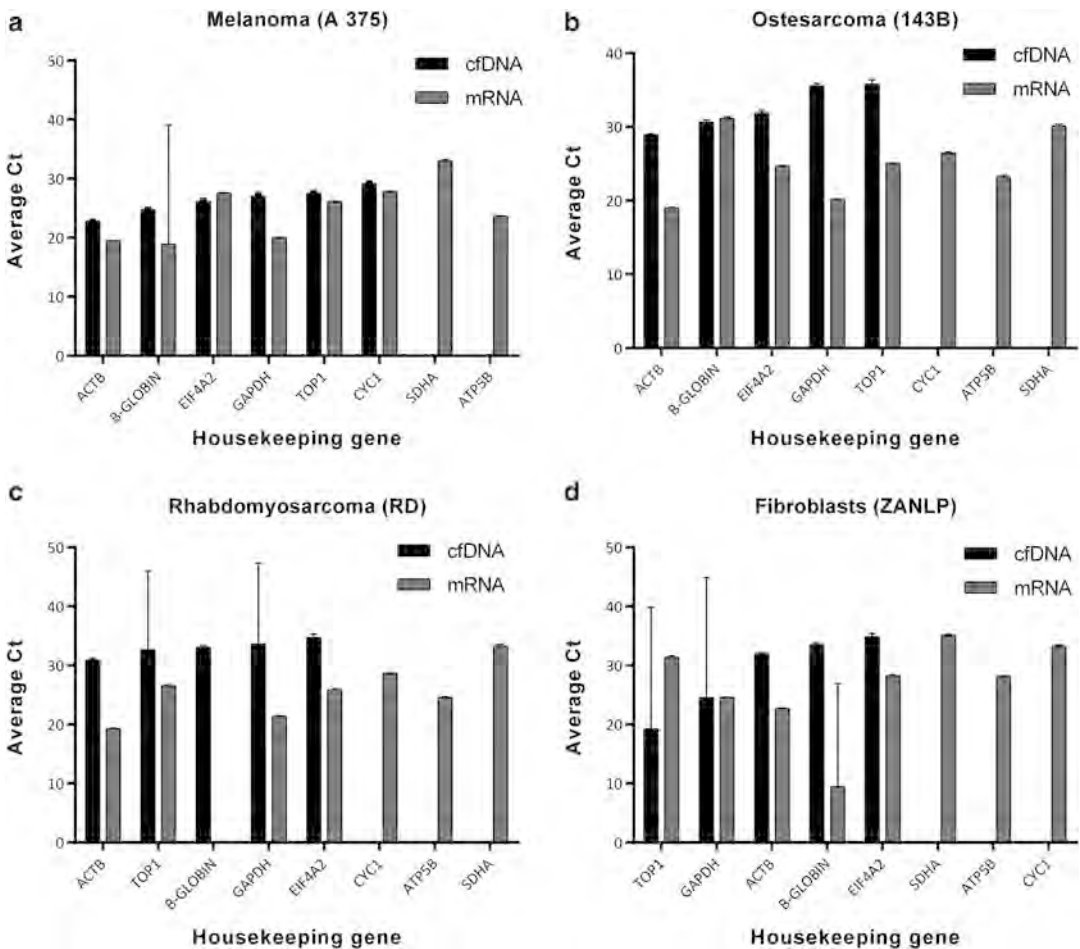 a
Melanoma (A 375)
50
40
30
20
10
0
Average Ct
cfDNA
mRNA
ACTB
B-GLOBIN
EIF4A2
GAPDH
TOP1
CYC1
SDHA
ATP5B
Housekeeping gene
b
Ostesarcoma (143B)
40
30
20
10
0
Average Ct
cfDNA
mRNA
ACTB
B-GLOBIN
EIF4A2
GAPDH
TOP1
CYC1
ATP5B
SDHA
Housekeeping gene
c
Rhabdomyosarcoma (RD)
50
40
30
20
10
0
Average Ct
cfDNA
mRNA
ACTB
TOP1
B-GLOBIN
GAPDH
EIF4A2
CYC1
ATP5B
SDHA
Housekeeping gene
d
Fibroblasts (ZANLP)
50
40
30
20
10
0
Average Ct
cfDNA
mRNA
TOP1
GAPDH
ACTB
B-GLOBIN
EIF4A2
SDHA
ATP5B
CYC1
Housekeeping gene